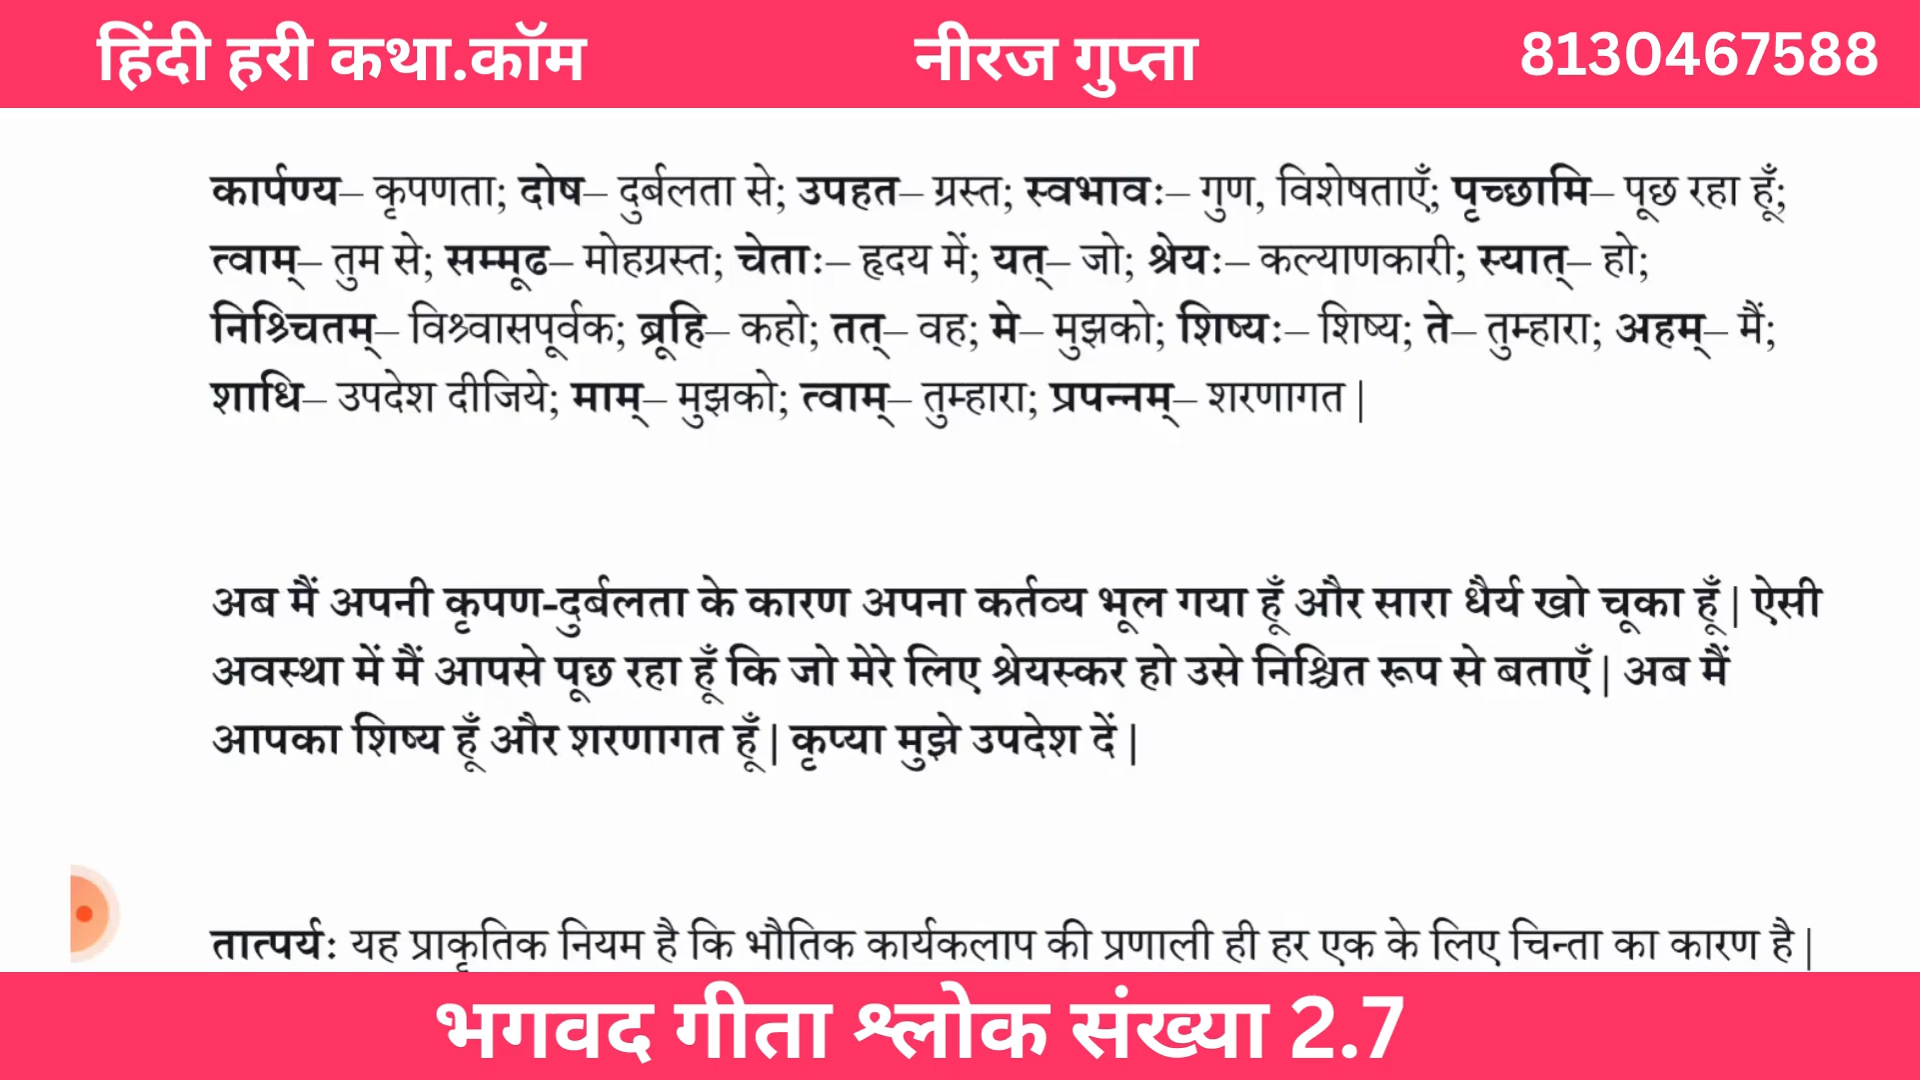 हिंदी हरी कथा.कॉम नीरज गुप्ता 8130467588
कार्पण्य– कृपणता; दोष– दुर्बलता से; उपहत– ग्रस्त; स्वभावः– गुण, विशेषताएँ; पृच्छामि– पूछ रहा हूँ;
त्वाम्– तुम से; सम्मूढ– मोहग्रस्त; चेताः– हृदय में; यत्– जो; श्रेयः– कल्याणकारी; स्यात्– हो;
निश्र्चितम्– विश्र्वासपूर्वक; ब्रूहि– कहो; तत्– वह; मे– मुझको; शिष्यः– शिष्य; ते– तुम्हारा; अहम्– मैं;
शाधि– उपदेश दीजिये; माम्– मुझको; त्वाम्– तुम्हारा; प्रपन्नम्– शरणागत |
अब मैं अपनी कृपण-दुर्बलता के कारण अपना कर्तव्य भूल गया हूँ और सारा धैर्य खो चूका हूँ | ऐसी
अवस्था में मैं आपसे पूछ रहा हूँ कि जो मेरे लिए श्रेयस्कर हो उसे निश्चित रूप से बताएँ | अब मैं
आपका शिष्य हूँ और शरणागत हूँ | कृप्या मुझे उपदेश दें |
तात्पर्यः यह प्राकृतिक नियम है कि भौतिक कार्यकलाप की प्रणाली ही हर एक के लिए चिन्ता का कारण है |
भगवद गीता श्लोक संख्या 2.7